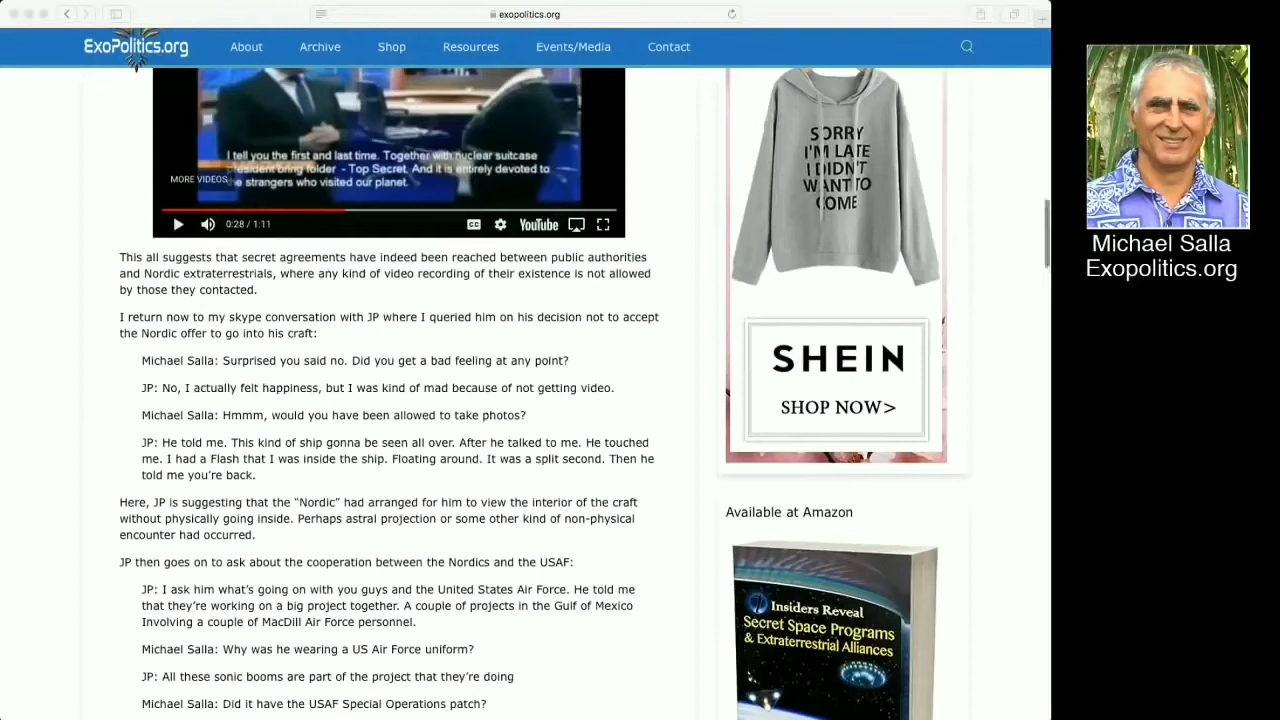 exopolitics.org
ExoPolitics.org
About
Archive
Shop
Resources
Events/Media
Contact
I tell you the first and last time. Together with nuclear suitcase
president bring folder - Top Secret. And it is entirely devoted to
strangers who visited our planet.
MORE VIDEOS
0:28 / 1:11
CC
YouTube
This all suggests that secret agreements have indeed been reached between public authorities
and Nordic extraterrestrials, where any kind of video recording of their existence is not allowed
by those they contacted.
I return now to my skype conversation with JP where I queried him on his decision not to accept
the Nordic offer to go into his craft:
Michael Salla: Surprised you said no. Did you get a bad feeling at any point?
JP: No, I actually felt happiness, but I was kind of mad because of not getting video.
Michael Salla: Hmmm, would you have been allowed to take photos?
JP: He told me. This kind of ship gonna be seen all over. After he talked to me. He touched
me. I had a Flash that I was inside the ship. Floating around. It was a split second. Then he
told me you're back.
Here, JP is suggesting that the “Nordic” had arranged for him to view the interior of the craft
without physically going inside. Perhaps astral projection or some other kind of non-physical
encounter had occurred.
JP then goes on to ask about the cooperation between the Nordics and the USAF:
JP: I ask him what's going on with you guys and the United States Air Force. He told me
that they're working on a big project together. A couple of projects in the Gulf of Mexico
Involving a couple of MacDill Air Force personnel.
Michael Salla: Why was he wearing a US Air Force uniform?
JP: All these sonic booms are part of the project that they're doing
Michael Salla: Did it have the USAF Special Operations patch?
SORRY
I'M LATE
I DIDN'T
WANT TO
COME
SHEIN
SHOP NOW>
Available at Amazon
Insiders Reveal
Secret Space Programs
& Extraterrestrial Alliances
Michael Salla
Exopolitics.org